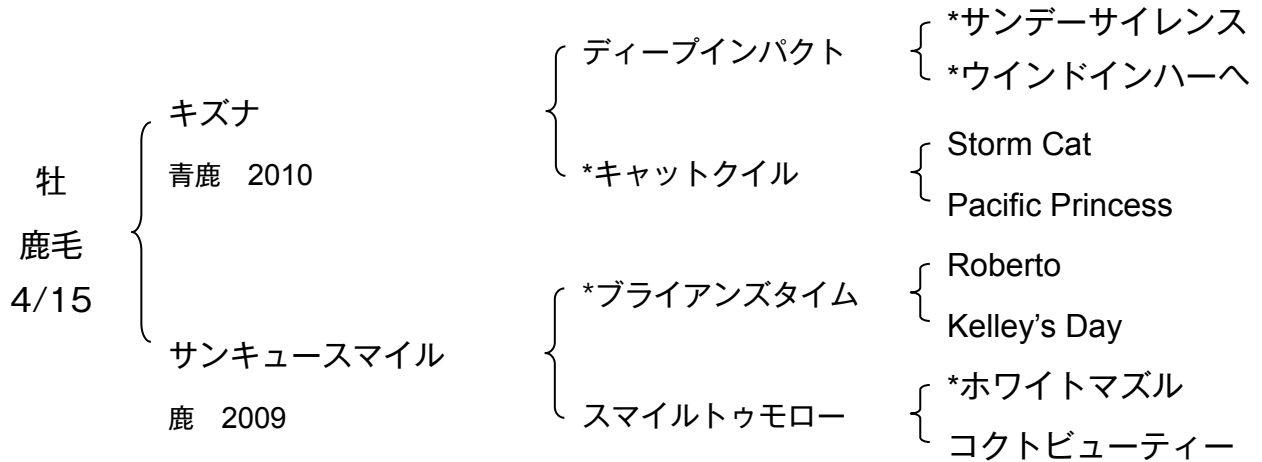 牡
鹿毛
4/15
キズナ
青鹿　2010
サンキュースマイル
鹿　2009
ディープインパクト
*キャットクイル
*ブライアンズタイム
スマイルトゥモロー
*サンデーサイレンス
*ウインドインハーヘ
Storm Cat
Pacific Princess
Roberto
Kelley's Day
*ホワイトマズル
コクトビューティー